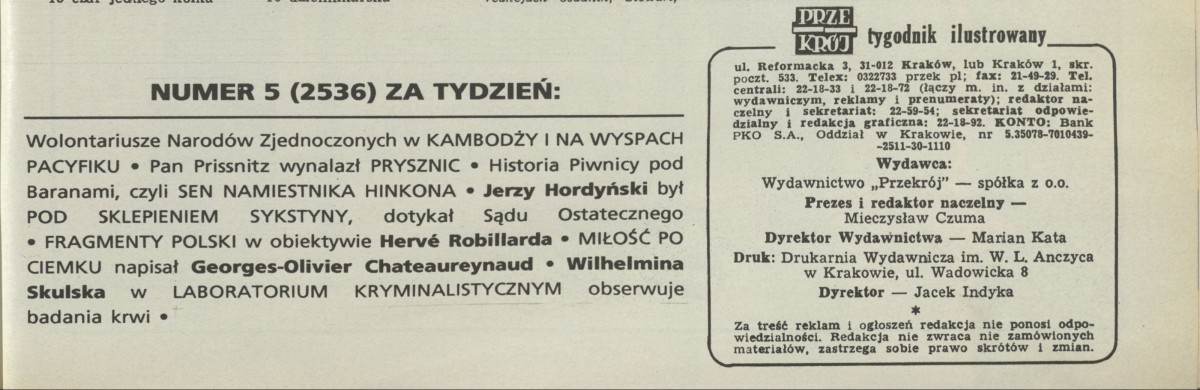 NUMER 5 (2536) ZA TYDZIEŃ:
Wolontariusze Narodów Zjednoczonych w KAMBODŻY I NA WYSPACH
PACYFIKU • Pan Prissnitz wynalazł PRYSZNIC • Historia Piwnicy pod
Baranami, czyli SEN NAMIESTNIKA HINKONA • Jerzy Hordyński był
POD SKLEPIENIEM SYKSTYNY, dotykał Sądu Ostatecznego
• FRAGMENTY POLSKI w obiektywie Hervé Robillarda • MIŁOŚĆ PO
CIEMKU napisał Georges-Olivier Chateaureynaud • Wilhelmina
Skulska w LABORATORIUM KRYMINALISTYCZNYM obserwuje
badania krwi •
PRZE
KRÓJ tygodnik ilustrowany
ul. Reformacka 3, 31-012 Kraków, lub Kraków 1, skr.
poczt. 533. Telex: 0322733 przek pl; fax: 21-49-29. Tel.
centrali: 22-18-33 i 22-18-72 (łączy m. in. z działami:
wydawniczym, reklamy i prenumeraty); redaktor na-
czelny i sekretariat: 22-59-54; sekretariat odpowie-
dzialny i redakcja graficzna: 22-18-92. KONTO: Bank
PKO S.A., Oddział w Krakowie, nr 5.35078-7010439-
-2511-30-1110
Wydawca:
Wydawnictwo „Przekrój” — spółka z o.o.
Prezes i redaktor naczelny —
Mieczysław Czuma
Dyrektor Wydawnictwa — Marian Kata
Druk: Drukarnia Wydawnicza im. W. L. Anczyca
w Krakowie, ul. Wadowicka 8
Dyrektor — Jacek Indyka
*
Za treść reklam i ogłoszeń redakcja nie ponosi odpo-
wiedzialności. Redakcja nie zwraca nie zamówionych
materiałów, zastrzega sobie prawo skrótów i zmian.